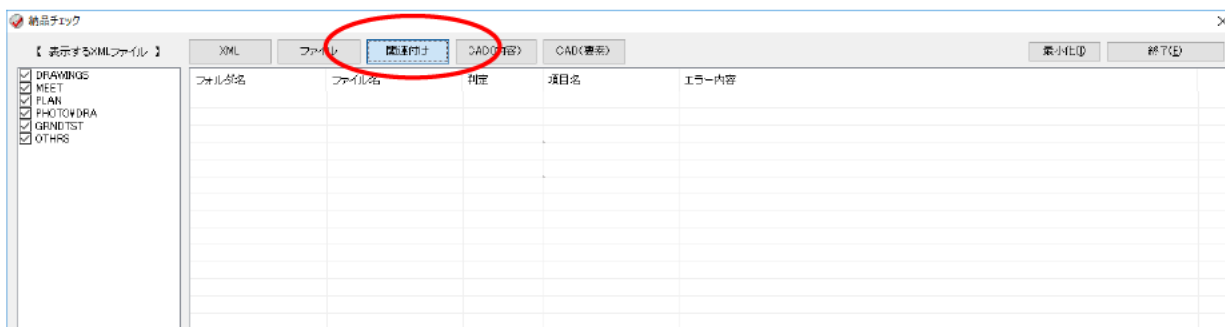 納品チェック
【 表示するXMLファイル 】 XML ファイル 関連付け CAD(内容) CAD(要素) 最小化(I) 終了(E)
DRAWINGS
MEET
PLAN
PHOTO¥DRA
GRNDTST
OTHRS
フォルダ名 ファイル名 判定 項目名 エラー内容